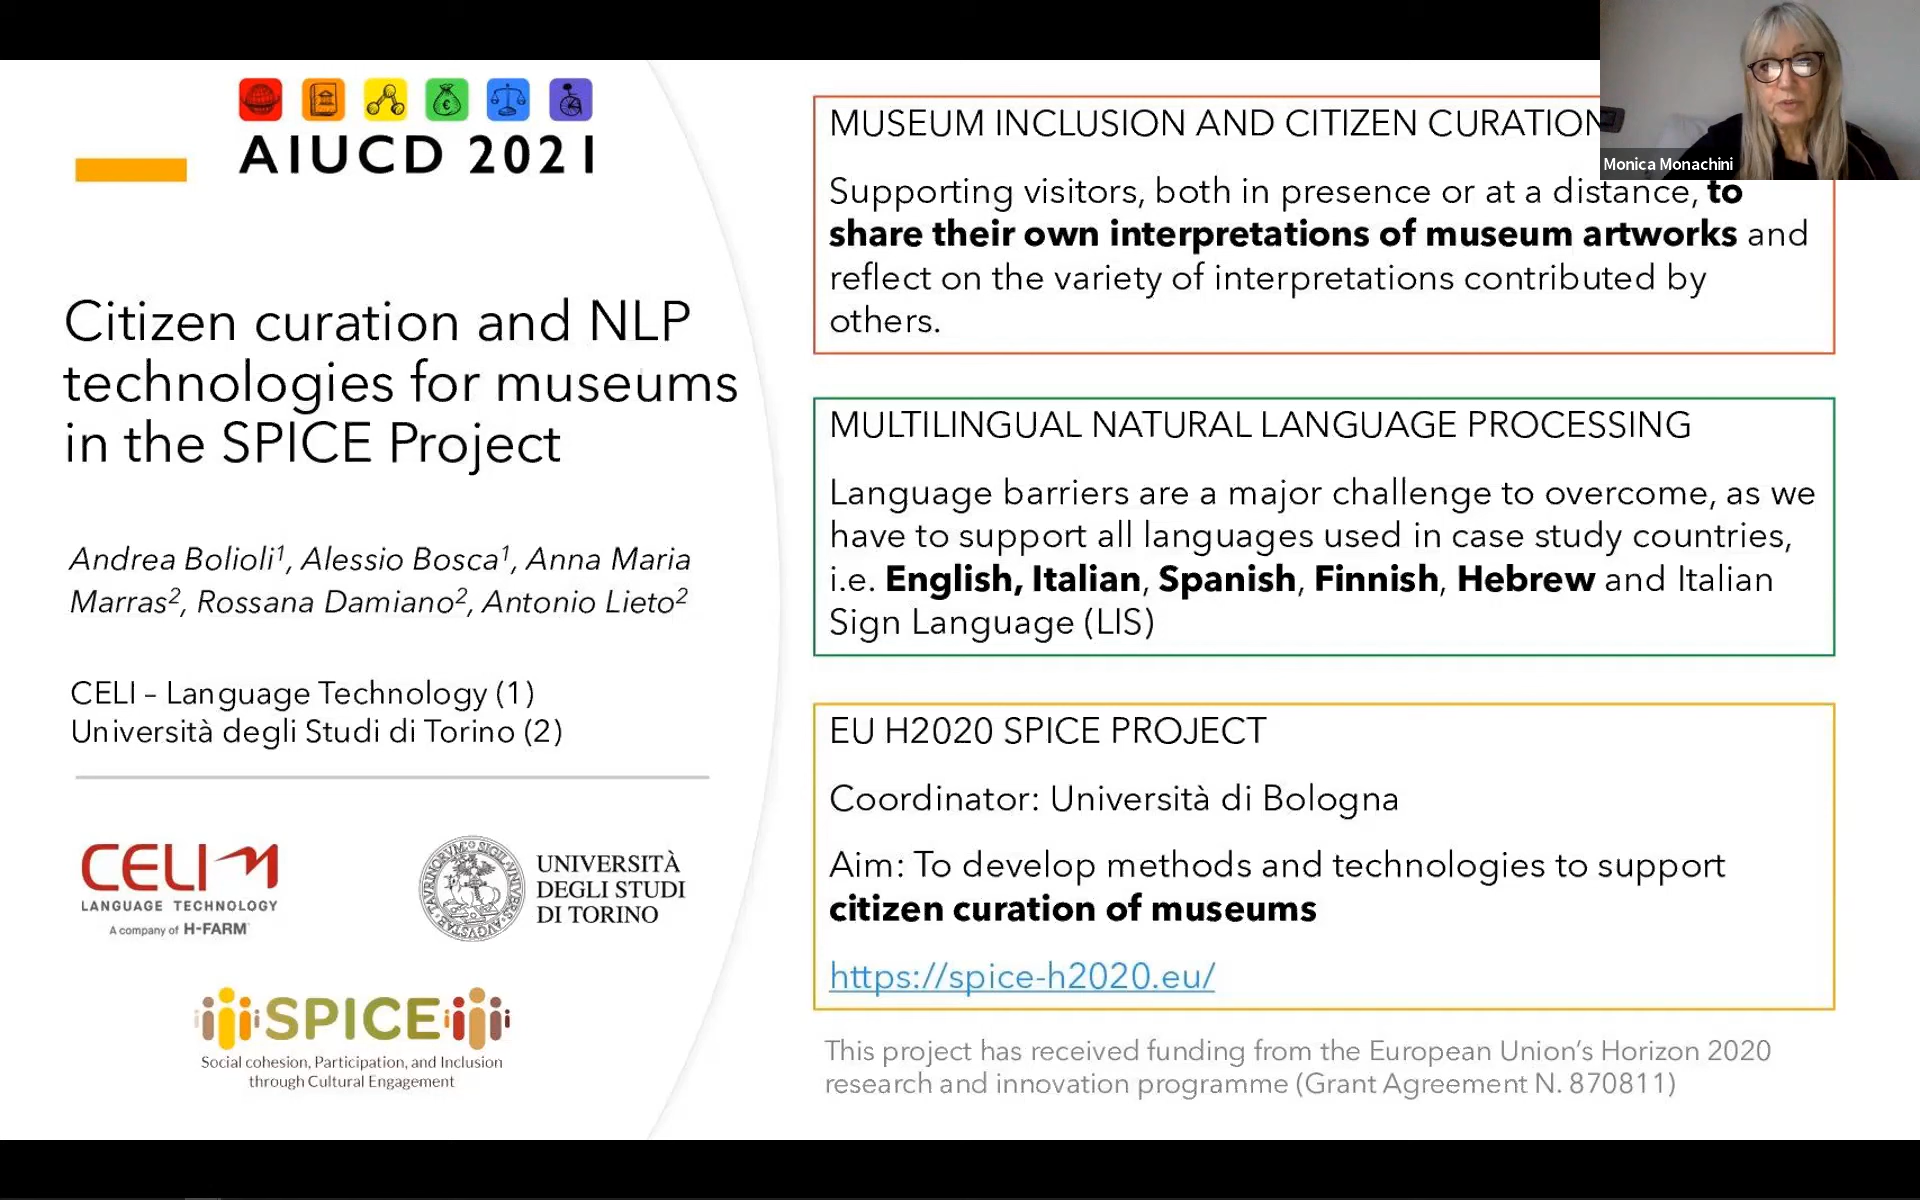 AIUCD 2021
Citizen curation and NLP
technologies for museums
in the SPICE Project
Andrea Bolioli¹, Alessio Bosca¹, Anna Maria
Marras², Rossana Damiano², Antonio Lieto²
CELI – Language Technology (1)
Università degli Studi di Torino (2)
CELI
LANGUAGE TECHNOLOGY
A company of H-FARM
UNIVERSITÀ
DEGLI STUDI
DI TORINO
SPICE
Social cohesion, Participation, and Inclusion
through Cultural Engagement
MUSEUM INCLUSION AND CITIZEN CURATION
Supporting visitors, both in presence or at a distance, to
share their own interpretations of museum artworks and
reflect on the variety of interpretations contributed by
others.
MULTILINGUAL NATURAL LANGUAGE PROCESSING
Language barriers are a major challenge to overcome, as we
have to support all languages used in case study countries,
i.e. English, Italian, Spanish, Finnish, Hebrew and Italian
Sign Language (LIS)
EU H2020 SPICE PROJECT
Coordinator: Università di Bologna
Aim: To develop methods and technologies to support
citizen curation of museums
https://spice-h2020.eu/
This project has received funding from the European Union's Horizon 2020
research and innovation programme (Grant Agreement N. 870811)
Monica Monachini